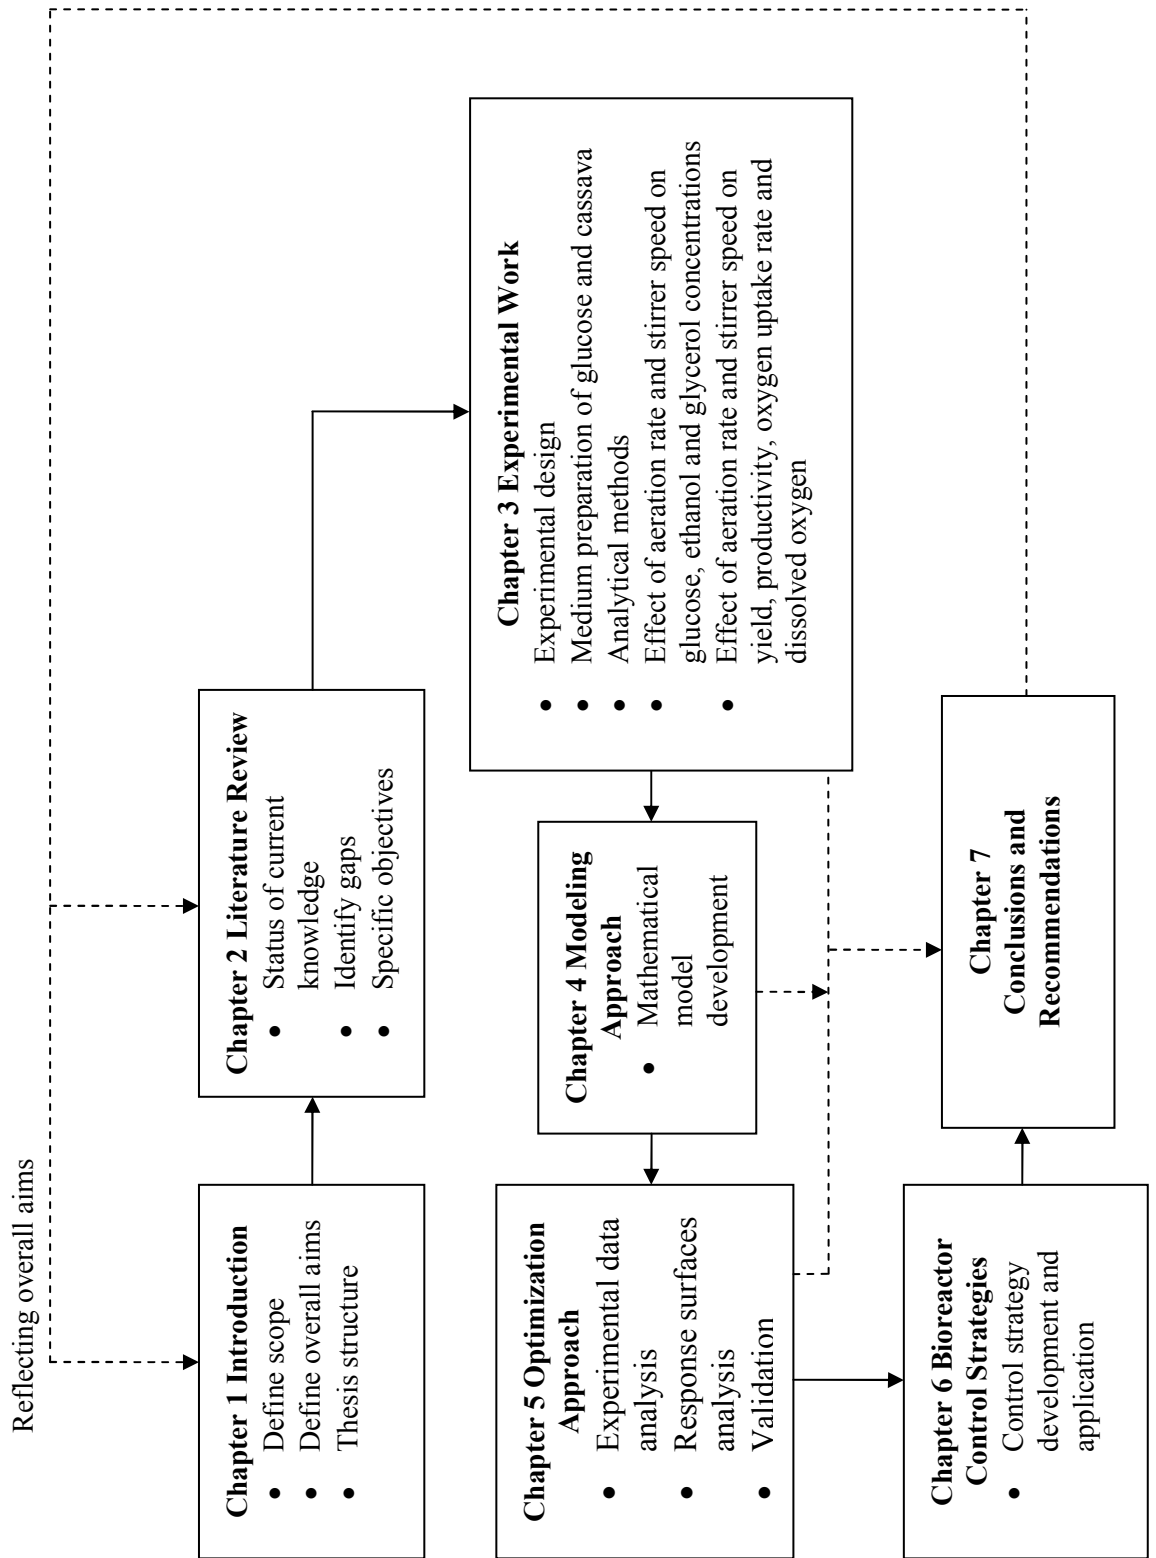 Reflecting overall aims
Chapter 1 Introduction
• Define scope
• Define overall aims
• Thesis structure
Chapter 2 Literature Review
• Status of current
knowledge
• Identify gaps
• Specific objectives
Chapter 3 Experimental Work
• Experimental design
• Medium preparation of glucose and cassava
• Analytical methods
• Effect of aeration rate and stirrer speed on
glucose, ethanol and glycerol concentrations
• Effect of aeration rate and stirrer speed on
yield, productivity, oxygen uptake rate and
dissolved oxygen
Chapter 4 Modeling
Approach
• Mathematical
model
development
Chapter 5 Optimization
Approach
• Experimental data
analysis
• Response surfaces
analysis
• Validation
Chapter 6 Bioreactor
Control Strategies
• Control strategy
development and
application
Chapter 7
Conclusions and
Recommendations